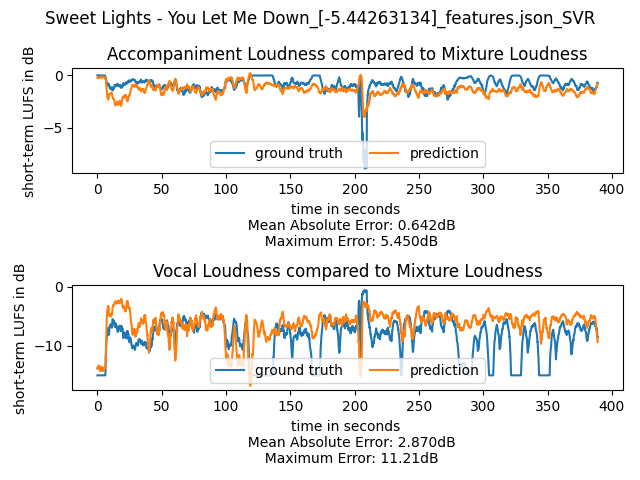 Sweet Lights - You Let Me Down_[-5.44263134]_features.json_SVR
Accompaniment Loudness compared to Mixture Loudness
short-term LUFS in dB
0
−5
ground truth
prediction
0 50 100 150 200 250 300 350 400
time in seconds
Mean Absolute Error: 0.642dB
Maximum Error: 5.450dB
Vocal Loudness compared to Mixture Loudness
short-term LUFS in dB
0
−10
ground truth
prediction
0 50 100 150 200 250 300 350 400
time in seconds
Mean Absolute Error: 2.870dB
Maximum Error: 11.21dB